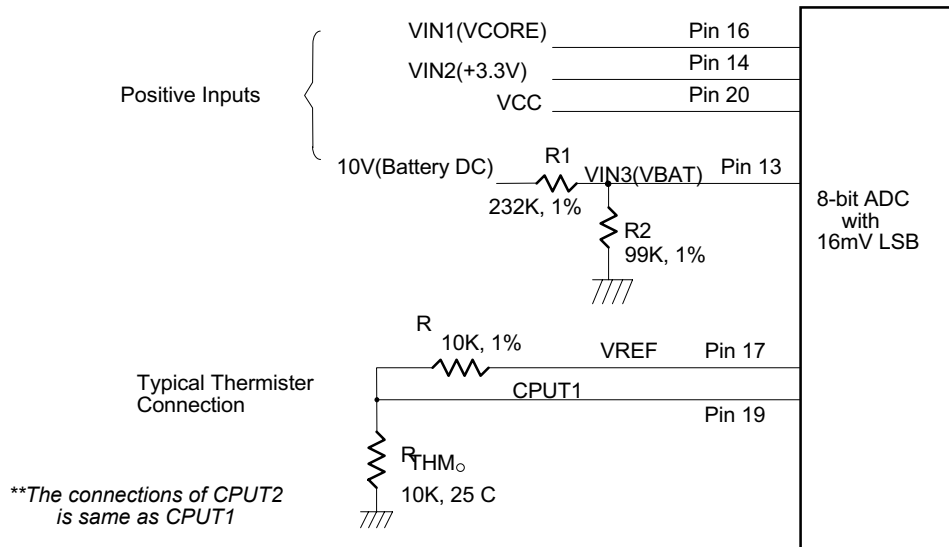 VIN1(VCORE)
Pin 16
VIN2(+3.3V)
Pin 14
Positive Inputs
VCC
Pin 20
10V(Battery DC)
R1
VIN3(VBAT)
Pin 13
232K, 1%
R2
99K, 1%
8-bit ADC
with
16mV LSB
R
10K, 1%
VREF
Pin 17
Typical Thermister
Connection
CPUT1
Pin 19
R
THM
10K, 25 C
**The connections of CPUT2
is same as CPUT1